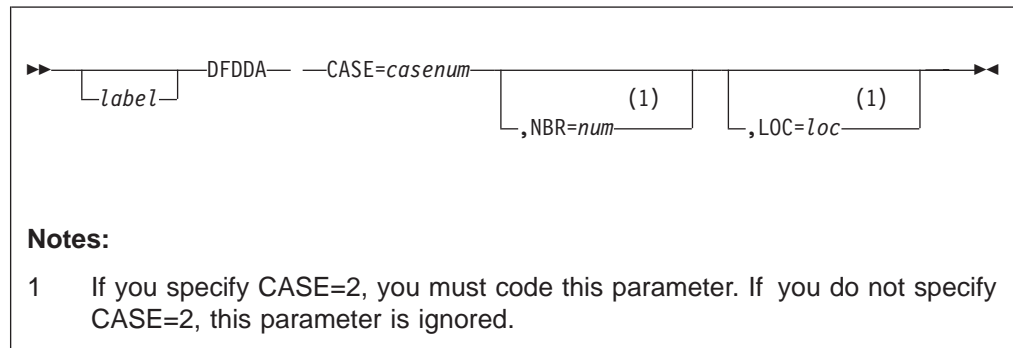 DFDDA CASE=casenum
label (1) (1)
,NBR=num ,LOC=loc
Notes:
1 If you specify CASE=2, you must code this parameter. If you do not specify
CASE=2, this parameter is ignored.